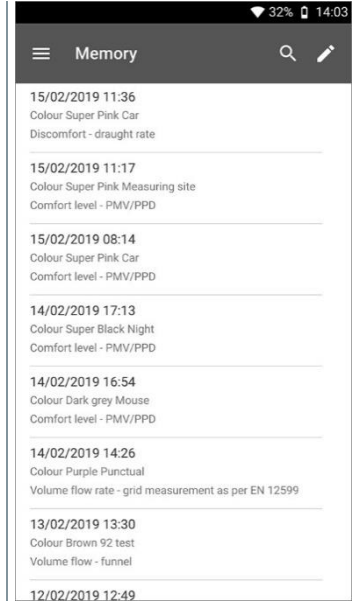 32% 14:03
Memory
15/02/2019 11:36
Colour Super Pink Car
Discomfort - draught rate
15/02/2019 11:17
Colour Super Pink Measuring site
Comfort level - PMV/PPD
15/02/2019 08:14
Colour Super Pink Car
Comfort level - PMV/PPD
14/02/2019 17:13
Colour Super Black Night
Comfort level - PMV/PPD
14/02/2019 16:54
Colour Dark grey Mouse
Comfort level - PMV/PPD
14/02/2019 14:26
Colour Purple Punctual
Volume flow rate - grid measurement as per EN 12599
13/02/2019 13:30
Colour Brown 92 test
Volume flow - funnel
12/02/2019 12:49